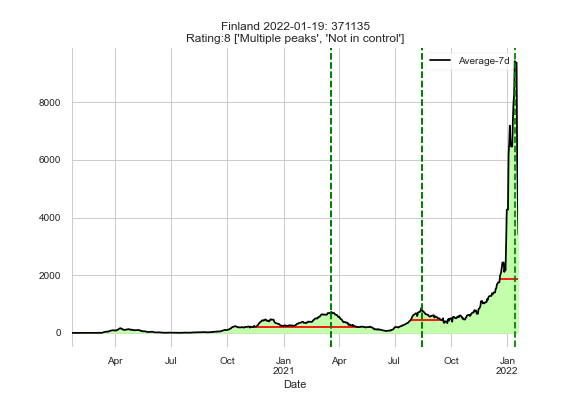 Finland 2022-01-19: 371135
Rating:8 ['Multiple peaks', 'Not in control']
Average-7d
8000
6000
4000
2000
0
Apr
Jul
Oct
Jan
2021
Apr
Jul
Oct
Jan
2022
Date